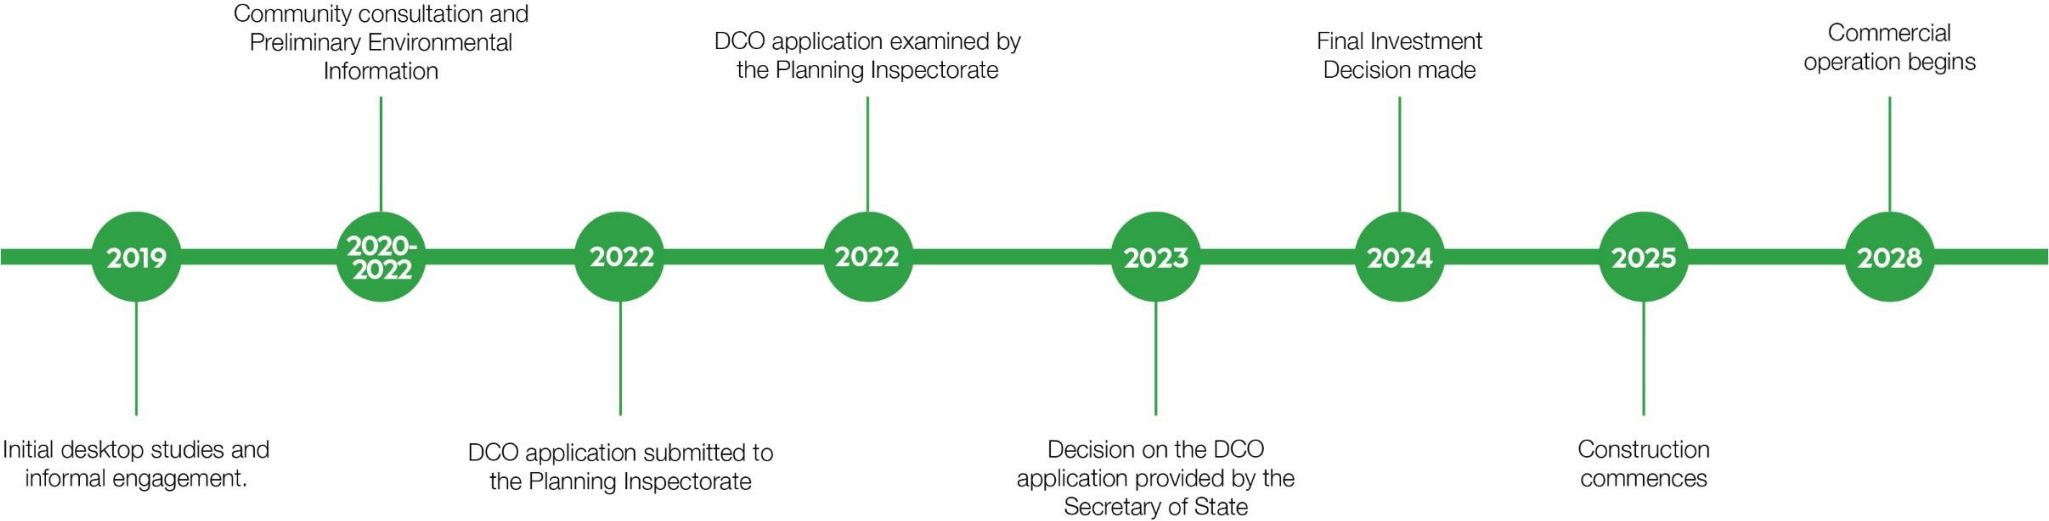 Community consultation and
Preliminary Environmental
Information
DCO application examined by
the Planning Inspectorate
Final Investment
Decision made
Commercial
operation begins
2019
2020-
2022
2022
2022
2023
2024
2025
2028
Initial desktop studies and
informal engagement.
DCO application submitted to
the Planning Inspectorate
Decision on the DCO
application provided by the
Secretary of State
Construction
commences